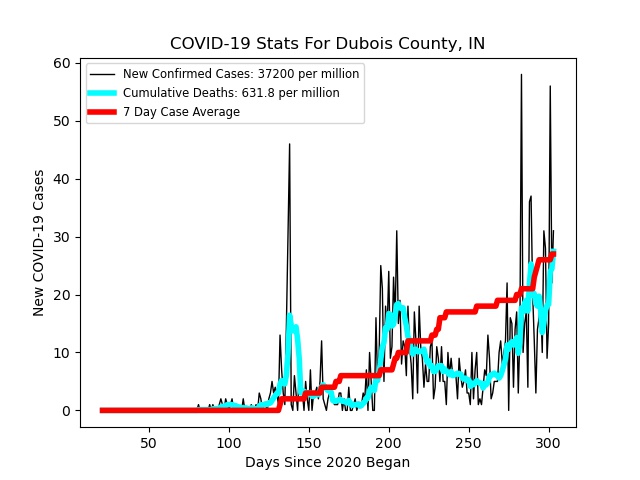 COVID-19 Stats For Dubois County, IN
New Confirmed Cases: 37200 per million
Cumulative Deaths: 631.8 per million
7 Day Case Average
New COVID-19 Cases
60
50
40
30
20
10
0
50 100 150 200 250 300
Days Since 2020 Began